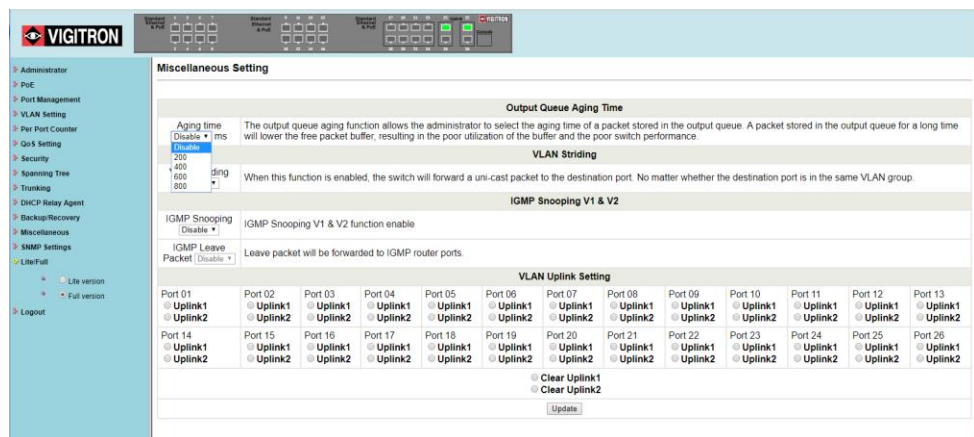 VIGITRON
Standard Ethernet & PoE
Standard Ethernet & PoE
Standard Ethernet & PoE
VIGITRON
Console
Administrator
PoE
Port Management
VLAN Setting
Per Port Counter
QoS Setting
Security
Spanning Tree
Trunking
DHCP Relay Agent
Backup/Recovery
Miscellaneous
SNMP Settings
Lite/Full
Lite version
Full version
Logout
Miscellaneous Setting
Output Queue Aging Time
Aging time
Disable ms
Disable
200
400
600
800
The output queue aging function allows the administrator to select the aging time of a packet stored in the output queue. A packet stored in the output queue for a long time
will lower the free packet buffer, resulting in the poor utilization of the buffer and the poor switch performance.
VLAN Striding
When this function is enabled, the switch will forward a uni-cast packet to the destination port. No matter whether the destination port is in the same VLAN group.
IGMP Snooping V1 & V2
IGMP Snooping
Disable
IGMP Snooping V1 & V2 function enable
IGMP Leave
Packet Disable
Leave packet will be forwarded to IGMP router ports.
VLAN Uplink Setting
Port 01 Port 02 Port 03 Port 04 Port 05 Port 06 Port 07 Port 08 Port 09 Port 10 Port 11 Port 12 Port 13
Uplink1 Uplink1 Uplink1 Uplink1 Uplink1 Uplink1 Uplink1 Uplink1 Uplink1 Uplink1 Uplink1 Uplink1 Uplink1
Uplink2 Uplink2 Uplink2 Uplink2 Uplink2 Uplink2 Uplink2 Uplink2 Uplink2 Uplink2 Uplink2 Uplink2 Uplink2
Port 14 Port 15 Port 16 Port 17 Port 18 Port 19 Port 20 Port 21 Port 22 Port 23 Port 24 Port 25 Port 26
Uplink1 Uplink1 Uplink1 Uplink1 Uplink1 Uplink1 Uplink1 Uplink1 Uplink1 Uplink1 Uplink1 Uplink1 Uplink1
Uplink2 Uplink2 Uplink2 Uplink2 Uplink2 Uplink2 Uplink2 Uplink2 Uplink2 Uplink2 Uplink2 Uplink2 Uplink2
Clear Uplink1
Clear Uplink2
Update